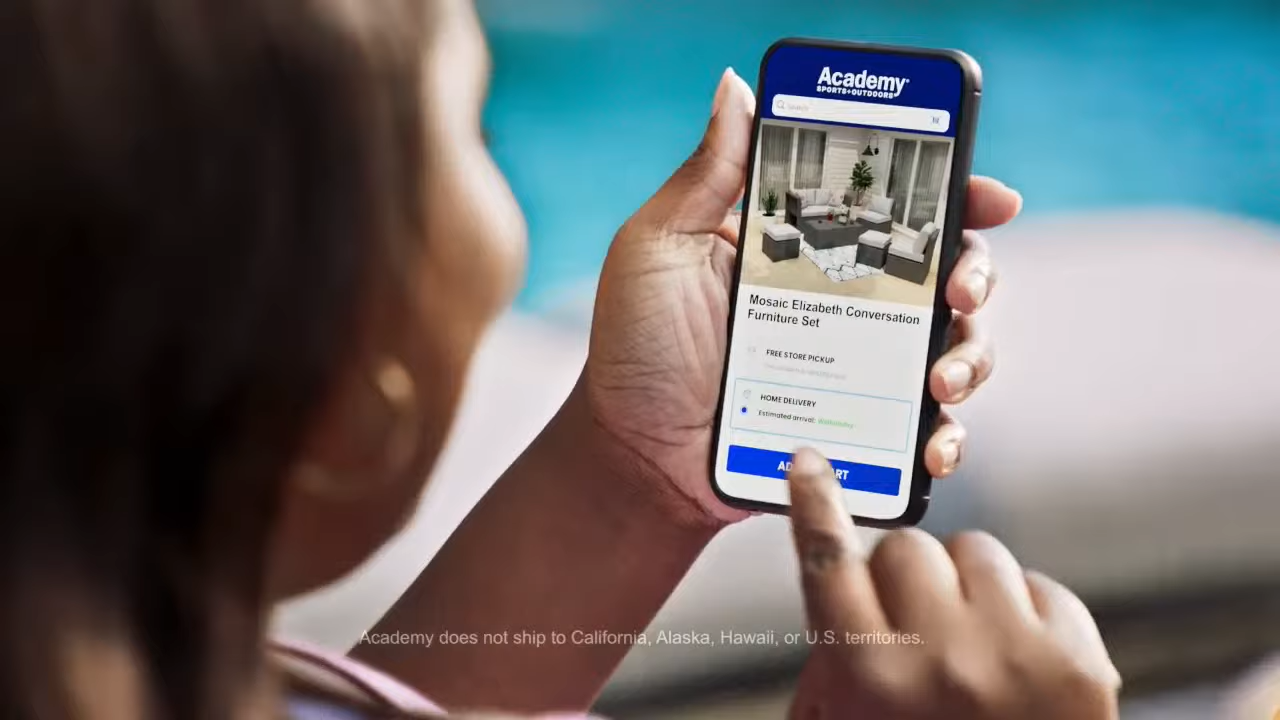 Academy
SPORTS+OUTDOORS
Search
Mosaic Elizabeth Conversation
Furniture Set
FREE STORE PICKUP
HOME DELIVERY
Estimated arrival:
Academy does not ship to California, Alaska, Hawaii, or U.S. territories.